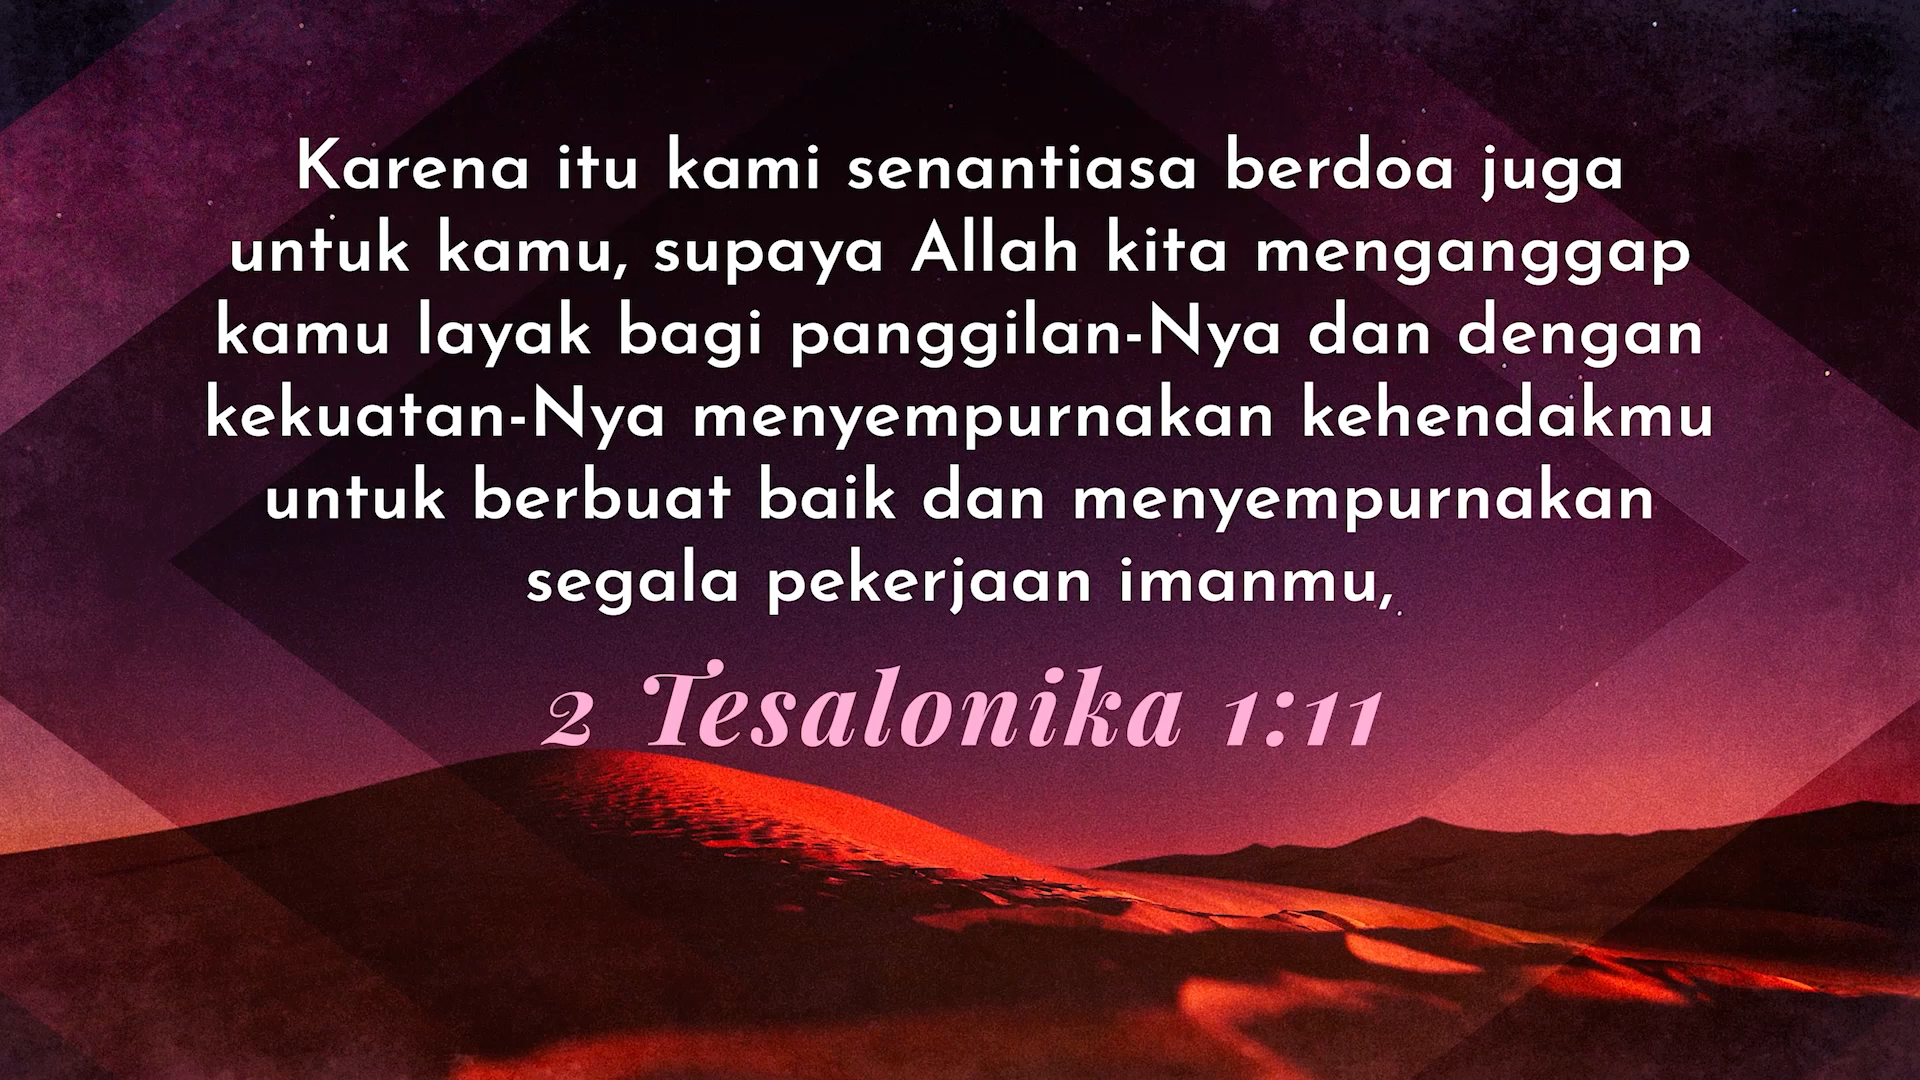 Karena itu kami senantiasa berdoa juga
untuk kamu, supaya Allah kita menganggap
kamu layak bagi panggilan-Nya dan dengan
kekuatan-Nya menyempurnakan kehendakmu
untuk berbuat baik dan menyempurnakan
segala pekerjaan imanmu,
2 Tesalonika 1:11